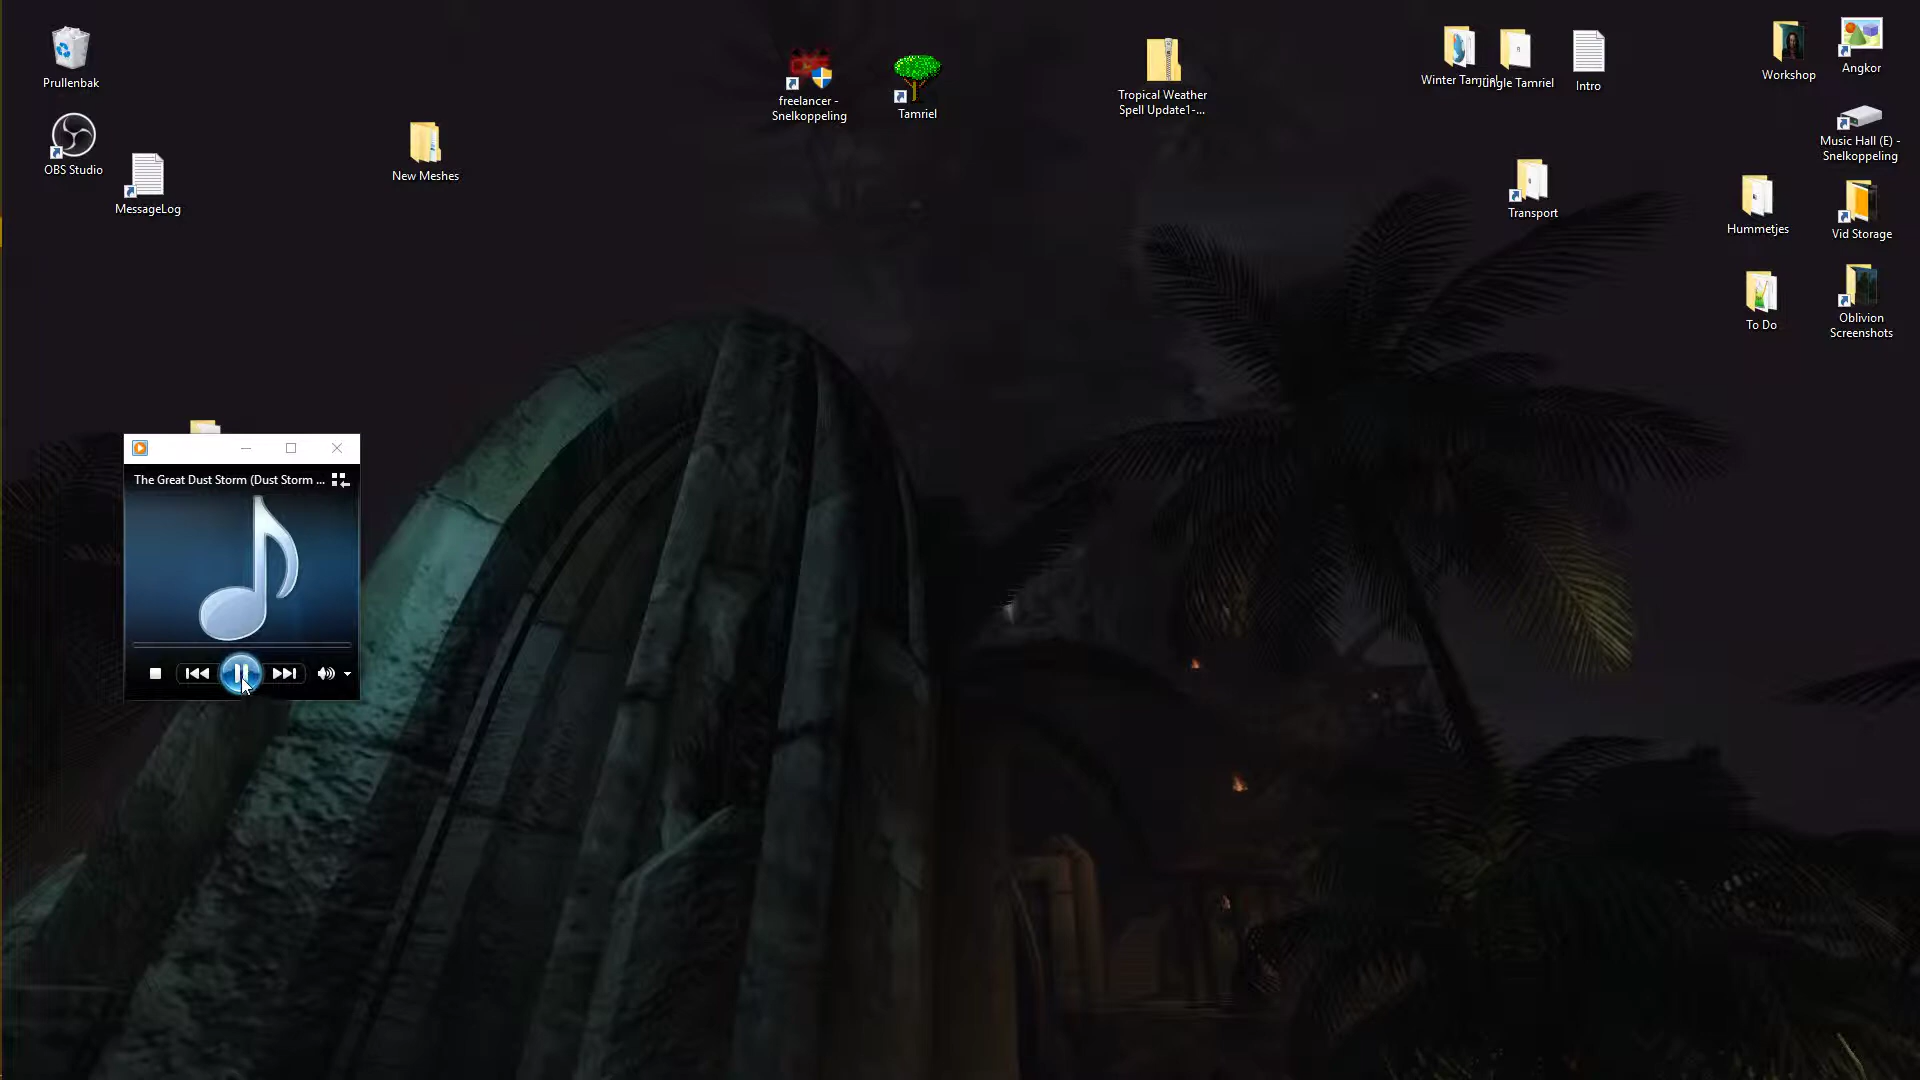 Prullenbak
OBS Studio
MessageLog
New Meshes
freelancer -
Snelkoppeling
Tamriel
Tropical Weather
Spell Update1-...
Winter Tamriel
Jungle Tamriel
Intro
Transport
Workshop
Angkor
Music Hall (E) -
Snelkoppeling
Hummetjes
Vid Storage
To Do
Oblivion
Screenshots
The Great Dust Storm (Dust Storm ...